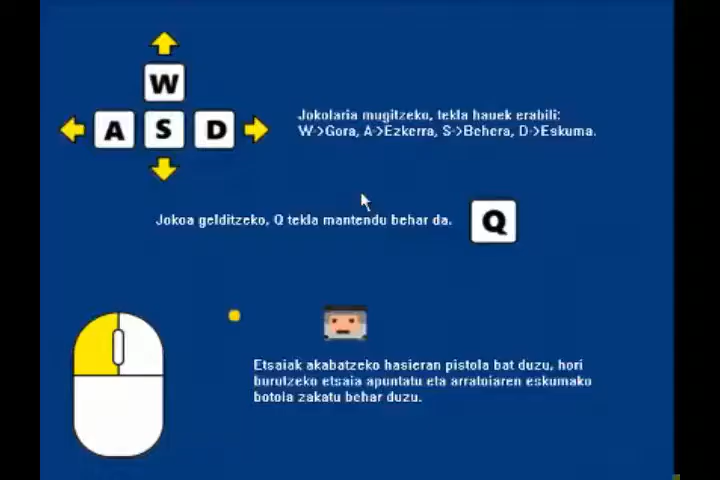 W
A S D
Jokolaria mugitzeko, tekla hauek erabili:
W->Gora, A->Ezkerra, S->Behera, D->Eskuma.
Jokoa gelditzeko, Q tekla mantendu behar da.
Q
Etsaiak akabatzeko hasieran pistola bat duzu, hori
burutzeko etsaia apuntatu eta arratoiaren eskumako
botoia zakatu behar duzu.